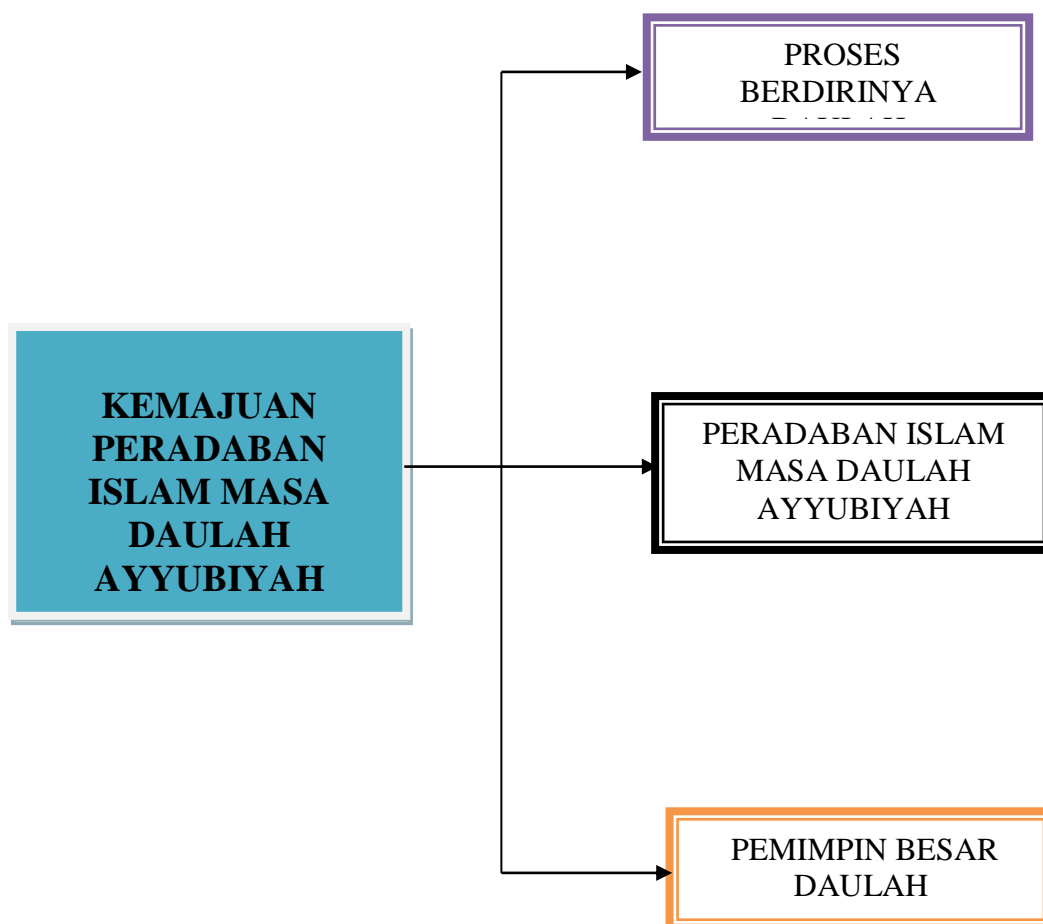 PROSES
BERDIRINYA
KEMAJUAN
PERADABAN
ISLAM MASA
DAULAH
AYYUBIYAH
PERADABAN ISLAM
MASA DAULAH
AYYUBIYAH
PEMIMPIN BESAR
DAULAH